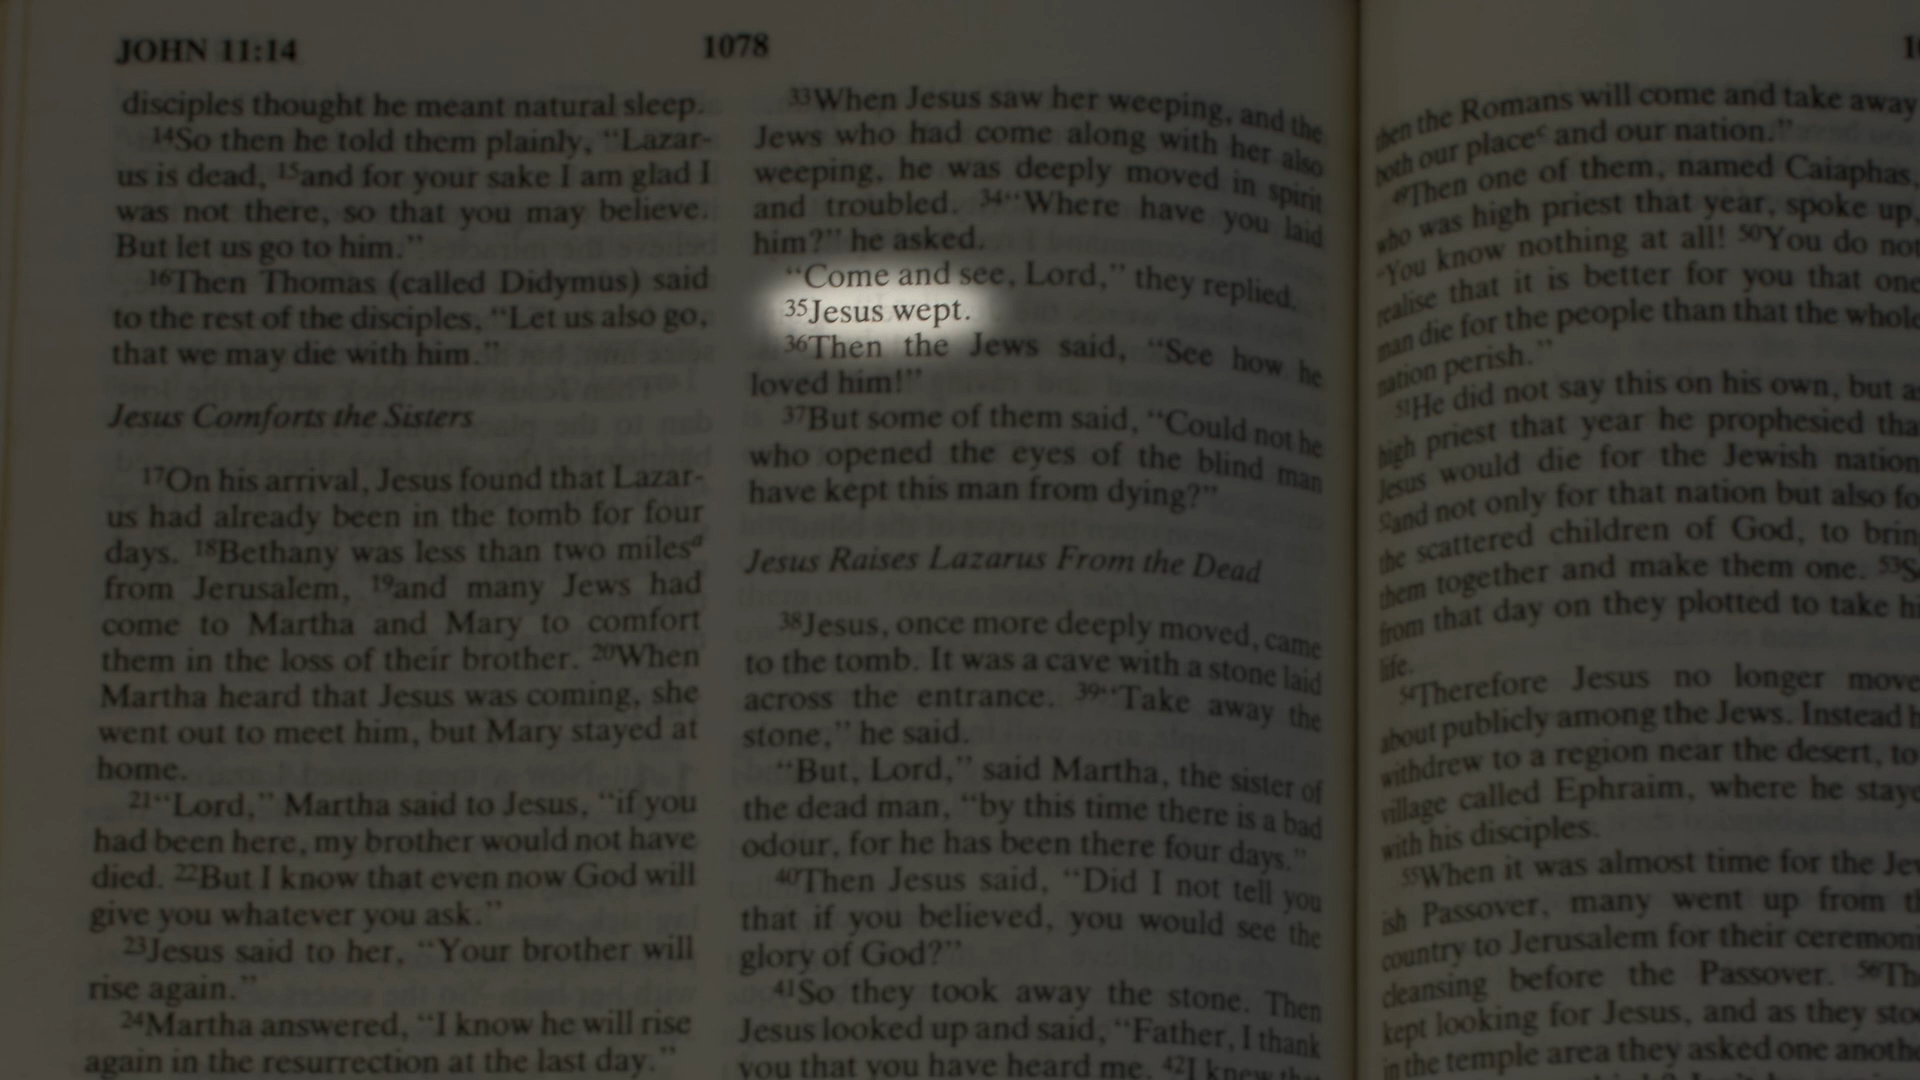 JOHN 11:14
1078
disciples thought he meant natural sleep.
14So then he told them plainly, “Lazar-
us is dead, 15and for your sake I am glad I
was not there, so that you may believe.
But let us go to him.”
16Then Thomas (called Didymus) said
to the rest of the disciples, “Let us also go,
that we may die with him.”
Jesus Comforts the Sisters
17On his arrival, Jesus found that Lazar-
us had already been in the tomb for four
days. 18Bethany was less than two milesa
from Jerusalem, 19and many Jews had
come to Martha and Mary to comfort
them in the loss of their brother. 20When
Martha heard that Jesus was coming, she
went out to meet him, but Mary stayed at
home.
21“Lord,” Martha said to Jesus, “if you
had been here, my brother would not have
died. 22But I know that even now God will
give you whatever you ask.”
23Jesus said to her, “Your brother will
rise again.”
24Martha answered, “I know he will rise
again in the resurrection at the last day.”
33When Jesus saw her weeping, and the
Jews who had come along with her also
weeping, he was deeply moved in spirit
and troubled. 34“Where have you laid
him?” he asked.
“Come and see, Lord,” they replied.
35Jesus wept.
36Then the Jews said, “See how he
loved him!”
37But some of them said, “Could not he
who opened the eyes of the blind man
have kept this man from dying?”
Jesus Raises Lazarus From the Dead
38Jesus, once more deeply moved, came
to the tomb. It was a cave with a stone laid
across the entrance. 39“Take away the
stone,” he said.
“But, Lord,” said Martha, the sister of
the dead man, “by this time there is a bad
odour, for he has been there four days.”
40Then Jesus said, “Did I not tell you
that if you believed, you would see the
glory of God?”
41So they took away the stone. Then
Jesus looked up and said, “Father, I thank
you that you have heard me. 42I knew
then the Romans will come and take away
both our placec and our nation.”
49Then one of them, named Caiaphas,
who was high priest that year, spoke up,
“You know nothing at all! 50You do not
realise that it is better for you that one
man die for the people than that the whole
nation perish.”
51He did not say this on his own, but as
high priest that year he prophesied tha
Jesus would die for the Jewish nation
52and not only for that nation but also fo
the scattered children of God, to brin
them together and make them one. 53S
from that day on they plotted to take hi
life.
54Therefore Jesus no longer move
about publicly among the Jews. Instead h
withdrew to a region near the desert, to
village called Ephraim, where he staye
with his disciples.
55When it was almost time for the Jew
ish Passover, many went up from th
country to Jerusalem for their ceremoni
cleansing before the Passover. 56Th
kept looking for Jesus, and as they stoo
in the temple area they asked one anothe